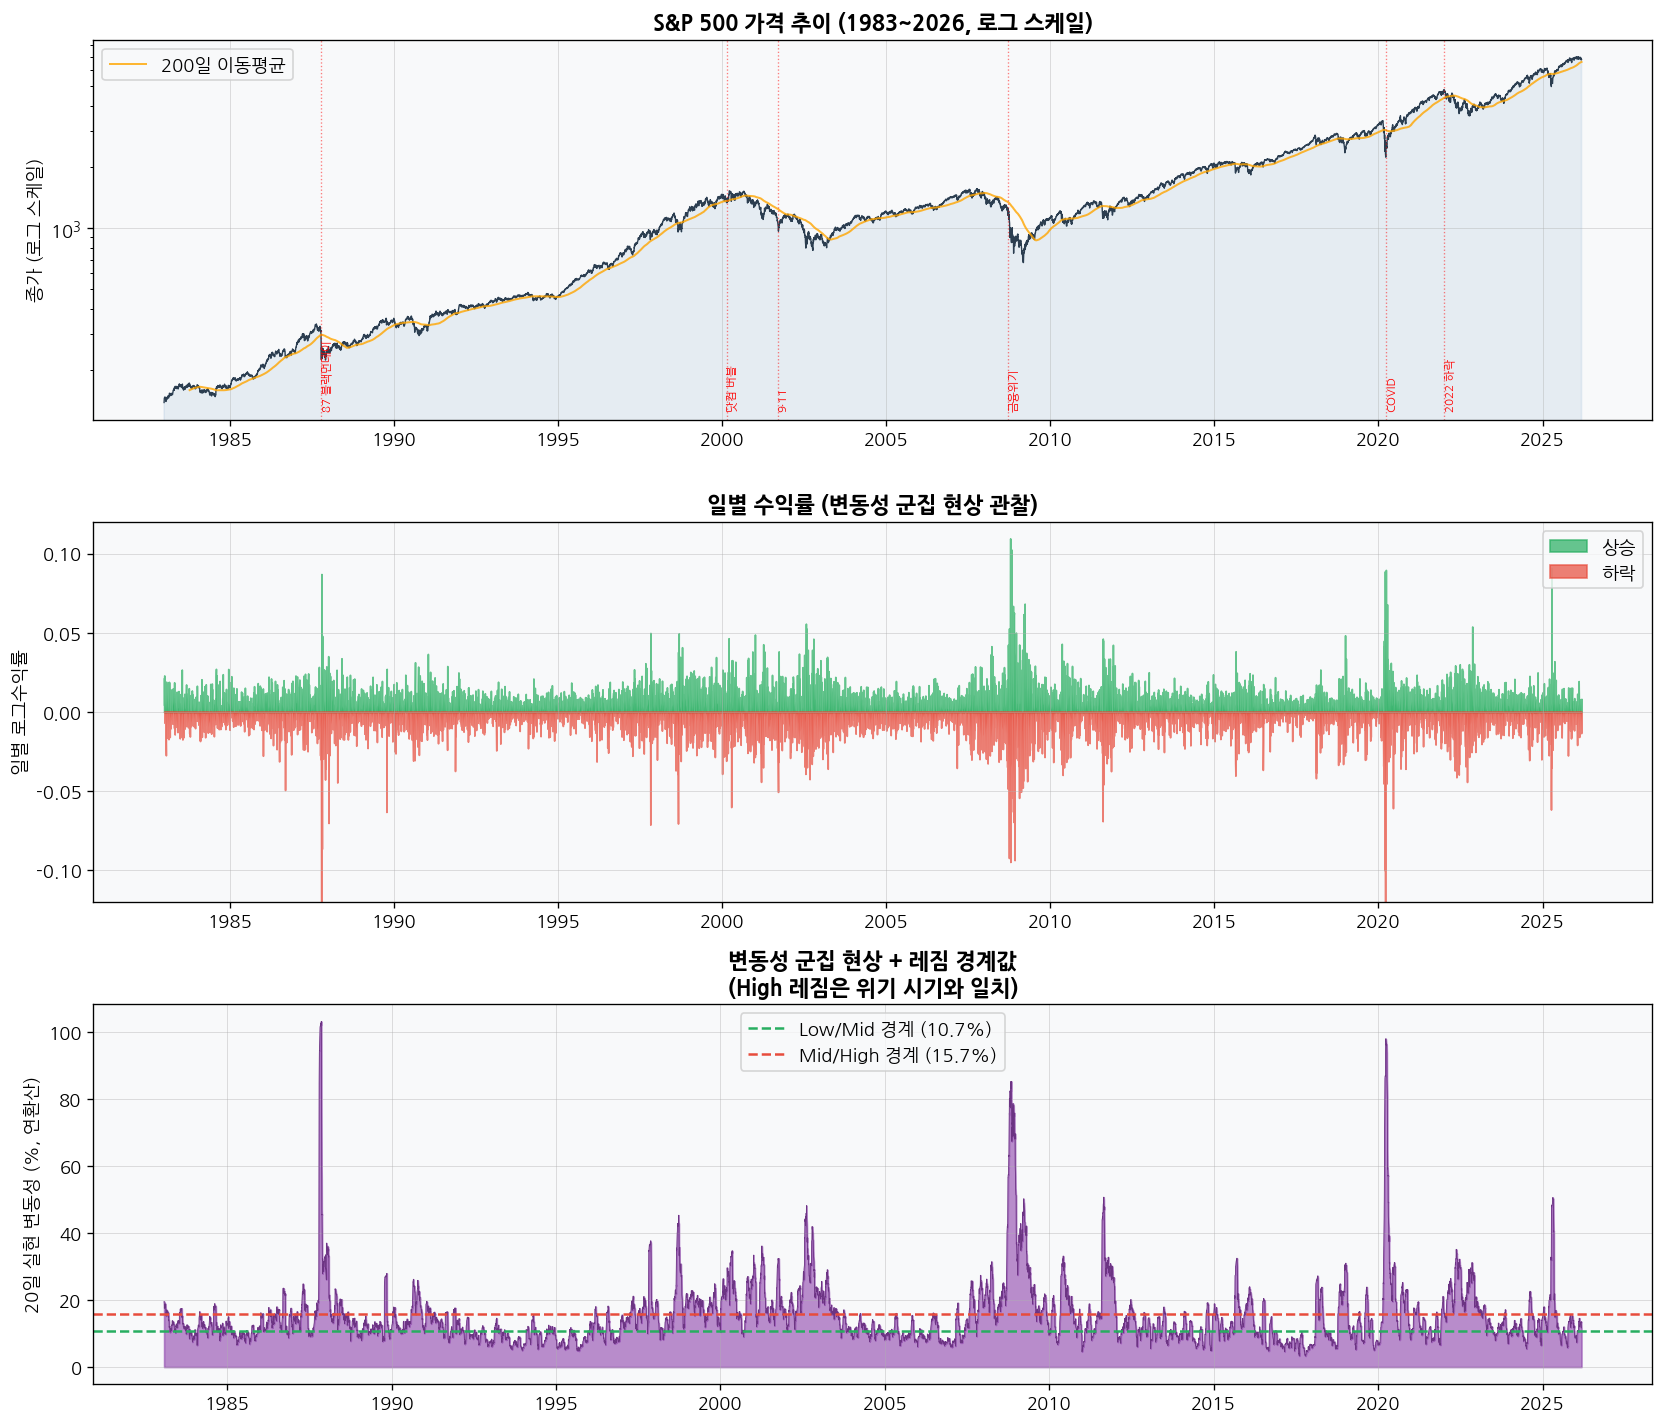 S&P 500 가격 추이 (1983~2026, 로그 스케일)
200일 이동평균
종가 (로그 스케일)
10³
닷컴 버블
9·11
금융위기
COVID
2022 하락
1985 1990 1995 2000 2005 2010 2015 2020 2025
일별 수익률 (변동성 군집 현상 관찰)
상승
하락
일별 로그수익률
0.10
0.05
0.00
-0.05
-0.10
1985 1990 1995 2000 2005 2010 2015 2020 2025
변동성 군집 현상 + 레짐 경계값
(High 레짐은 위기 시기와 일치)
Low/Mid 경계 (10.7%)
Mid/High 경계 (15.7%)
20일 실현 변동성 (%, 연환산)
100
80
60
40
20
0
1985 1990 1995 2000 2005 2010 2015 2020 2025